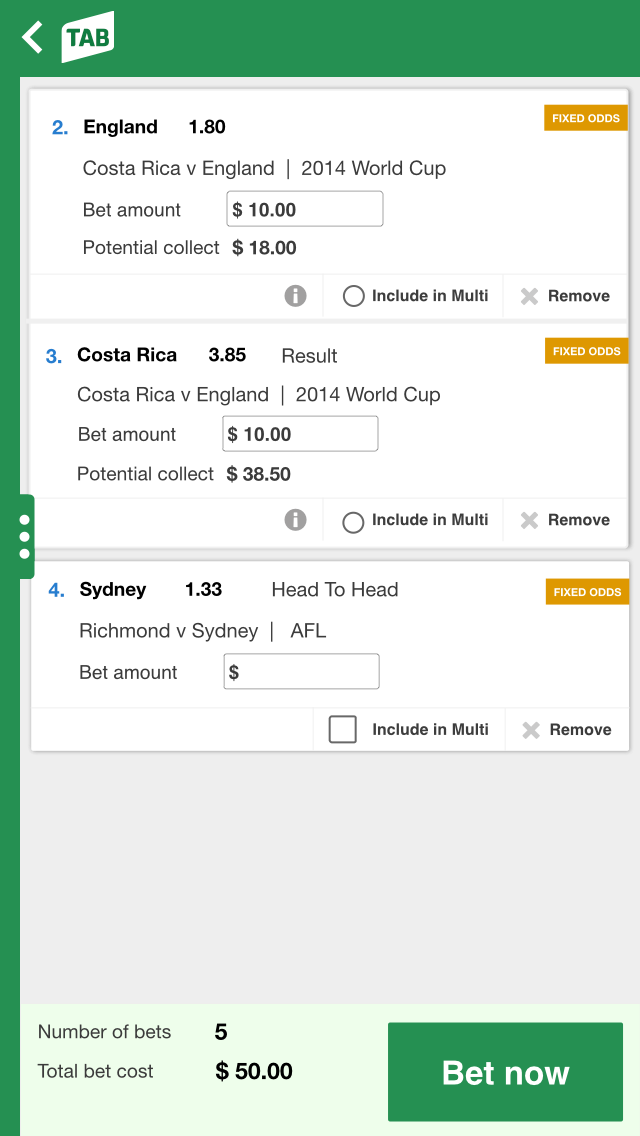 TAB
FIXED ODDS
2. England 1.80
Costa Rica v England | 2014 World Cup
Bet amount $ 10.00
Potential collect $ 18.00
i Include in Multi Remove
3. Costa Rica 3.85 Result FIXED ODDS
Costa Rica v England | 2014 World Cup
Bet amount $ 10.00
Potential collect $ 38.50
i Include in Multi Remove
4. Sydney 1.33 Head To Head FIXED ODDS
Richmond v Sydney | AFL
Bet amount $
Include in Multi Remove
Number of bets 5
Total bet cost $ 50.00
Bet now